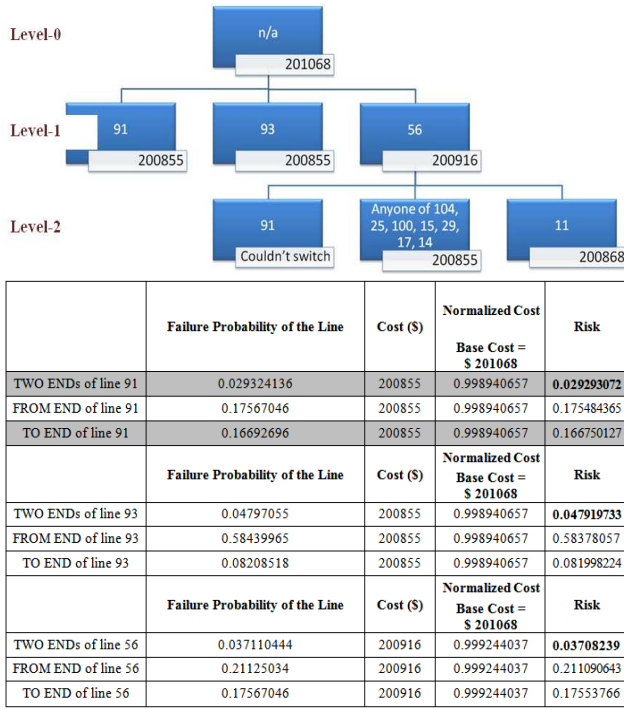 Level-0
n/a
201068
Level-1
91
200855
93
200855
56
200916
Level-2
91
Couldn't switch
Anyone of 104,
25, 100, 15, 29,
17, 14
200855
11
200868
Failure Probability of the Line Cost ($) Normalized Cost Base Cost = $ 201068 Risk
TWO ENDs of line 91 0.029324136 200855 0.998940657 0.029293072
FROM END of line 91 0.17567046 200855 0.998940657 0.175484365
TO END of line 91 0.16692696 200855 0.998940657 0.166750127
Failure Probability of the Line Cost ($) Normalized Cost Base Cost = $ 201068 Risk
TWO ENDs of line 93 0.04797055 200855 0.998940657 0.047919733
FROM END of line 93 0.58439965 200855 0.998940657 0.58378057
TO END of line 93 0.08208518 200855 0.998940657 0.081998224
Failure Probability of the Line Cost ($) Normalized Cost Base Cost = $ 201068 Risk
TWO ENDs of line 56 0.037110444 200916 0.999244037 0.03708239
FROM END of line 56 0.21125034 200916 0.999244037 0.211090643
TO END of line 56 0.17567046 200916 0.999244037 0.17553766